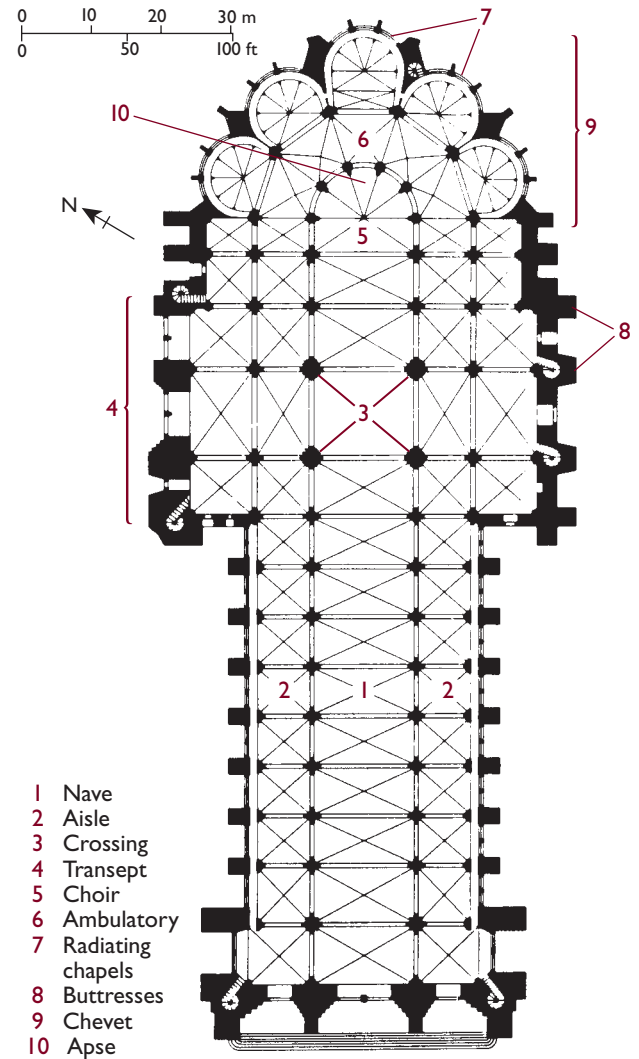 0 10 20 30 m
0 50 100 ft
7
10
6
9
N
5
8
4
3
2 1 2
1 Nave
2 Aisle
3 Crossing
4 Transept
5 Choir
6 Ambulatory
7 Radiating
chapels
8 Buttresses
9 Chevet
10 Apse